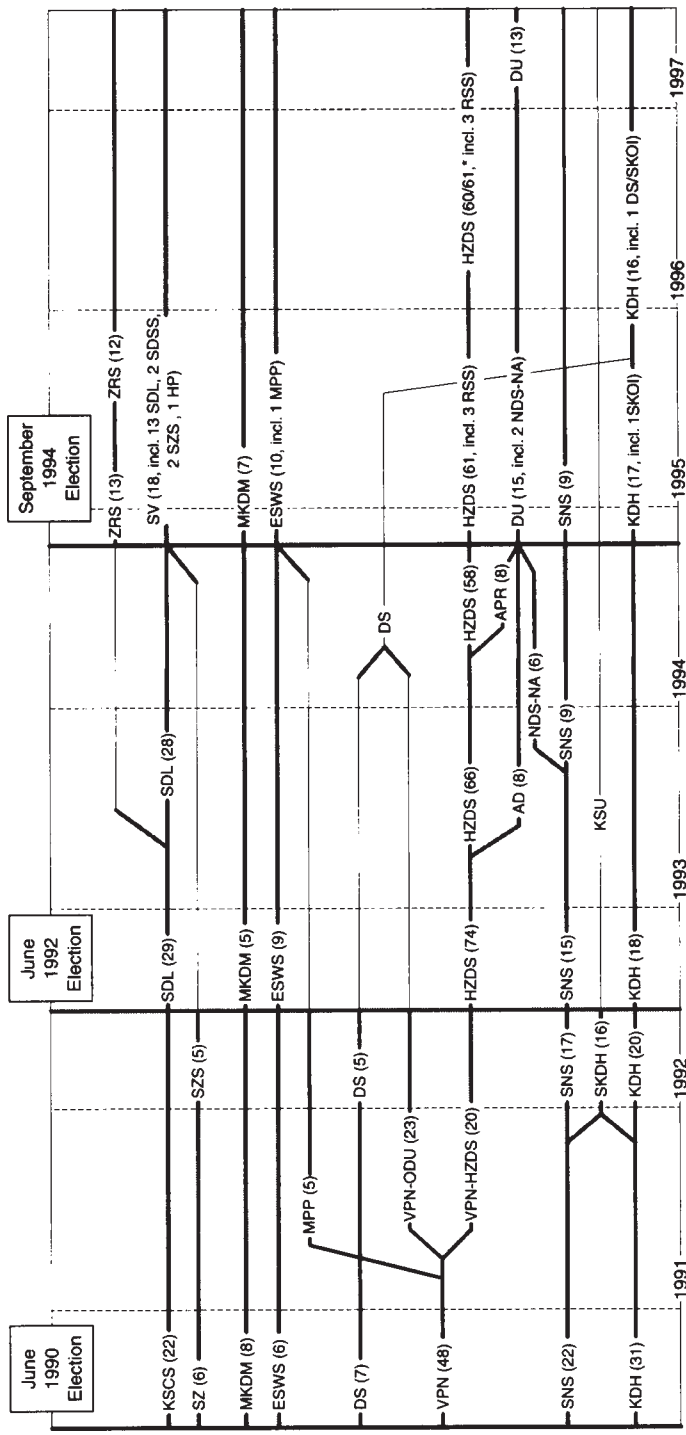 June
1990
Election
June
1992
Election
September
1994
Election
KSCS (22)
SZ (6)
MKDM (8)
ESWS (6)
DS (7)
VPN (48)
SNS (22)
KDH (31)
MPP (5)
VPN-ODU (23)
VPN-HZDS (20)
SZS (5)
DS (5)
SNS (17)
SKDH (16)
KDH (20)
SDL (29)
MKDM (5)
ESWS (9)
HZDS (74)
SNS (15)
KDH (18)
SDL (28)
HZDS (66)
AD (8)
SNS (9)
KSU
NDS-NA (6)
DS
HZDS (58)
APR (8)
ZRS (13)
ZRS (12)
SV (18, incl. 13 SDL, 2 SDSS,
2 SZS , 1 HP)
MKDM (7)
ESWS (10, incl. 1 MPP)
HZDS (61, incl. 3 RSS)
HZDS (60/61,* incl. 3 RSS)
DU (15, incl. 2 NDS-NA)
DU (13)
SNS (9)
KDH (17, incl. 1SKOI)
KDH (16, incl. 1 DS/SKOI)
1991
1992
1993
1994
1995
1996
1997